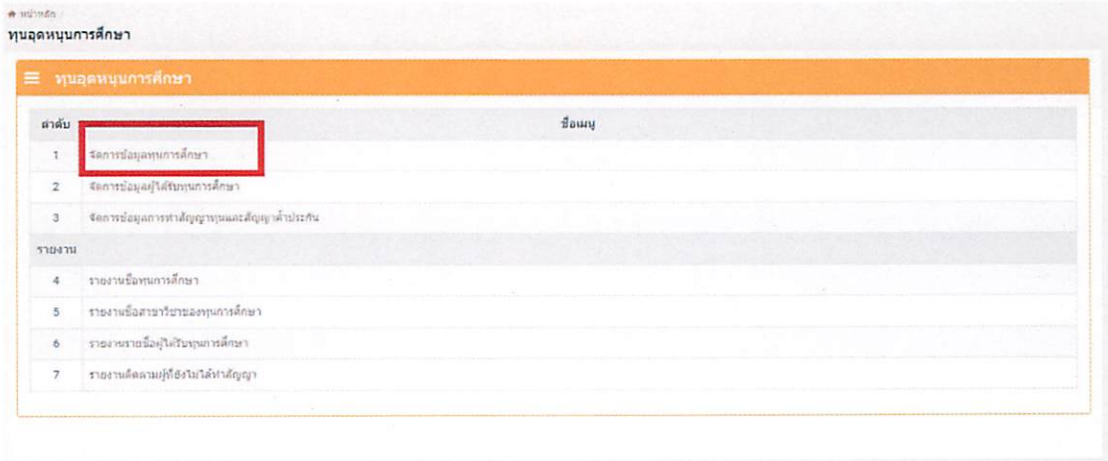 หน้าหลัก /
ทุนอุดหนุนการศึกษา
ทุนอุดหนุนการศึกษา
ลำดับ ชื่อเมนู
1 จัดการข้อมูลทุนการศึกษา
2 จัดการข้อมูลผู้ได้รับทุนการศึกษา
3 จัดการข้อมูลการทำสัญญาทุนและสัญญาค้ำประกัน
รายงาน
4 รายงานชื่อทุนการศึกษา
5 รายงานชื่อสาขาวิชาของทุนการศึกษา
6 รายงานรายชื่อผู้ได้รับทุนการศึกษา
7 รายงานติดตามผู้ที่ยังไม่ได้ทำสัญญา